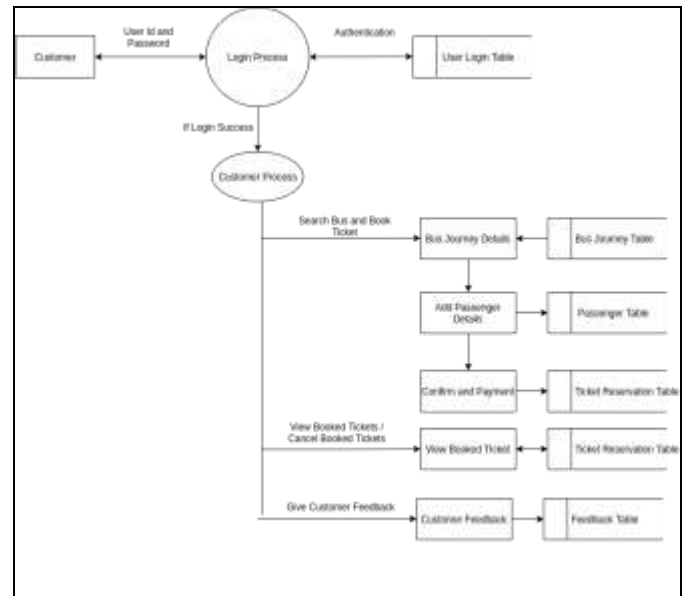 User Id and
Password
Authentication
Customer
Login Process
User Login Table
If Login Success
Customer Process
Search Bus and Book
Ticket
Bus Journey Details
Bus Journey Table
Add Passenger
Details
Passenger Table
Confirm and Payment
Ticket Reservation Table
View Booked Tickets /
Cancel Booked Tickets
View Booked Ticket
Ticket Reservation Table
Give Customer Feedback
Customer Feedback
Feedback Table